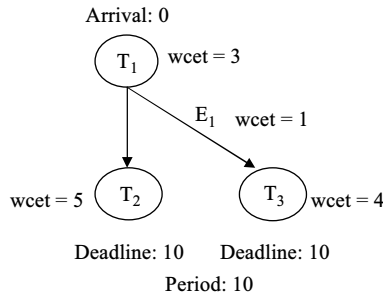 Arrival: 0
T₁ wcet = 3
E₁ wcet = 1
wcet = 5 T₂ T₃ wcet = 4
Deadline: 10 Deadline: 10
Period: 10